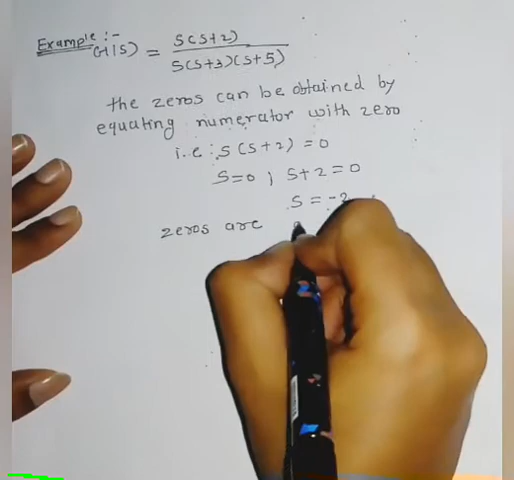 Example :-
G(S) = S(S+2) / S(S+3)(S+5)
the zeros can be obtained by
equating numerator with zero
i.e : S(S+2) = 0
S=0 , S+2=0
S = -2
zeros are